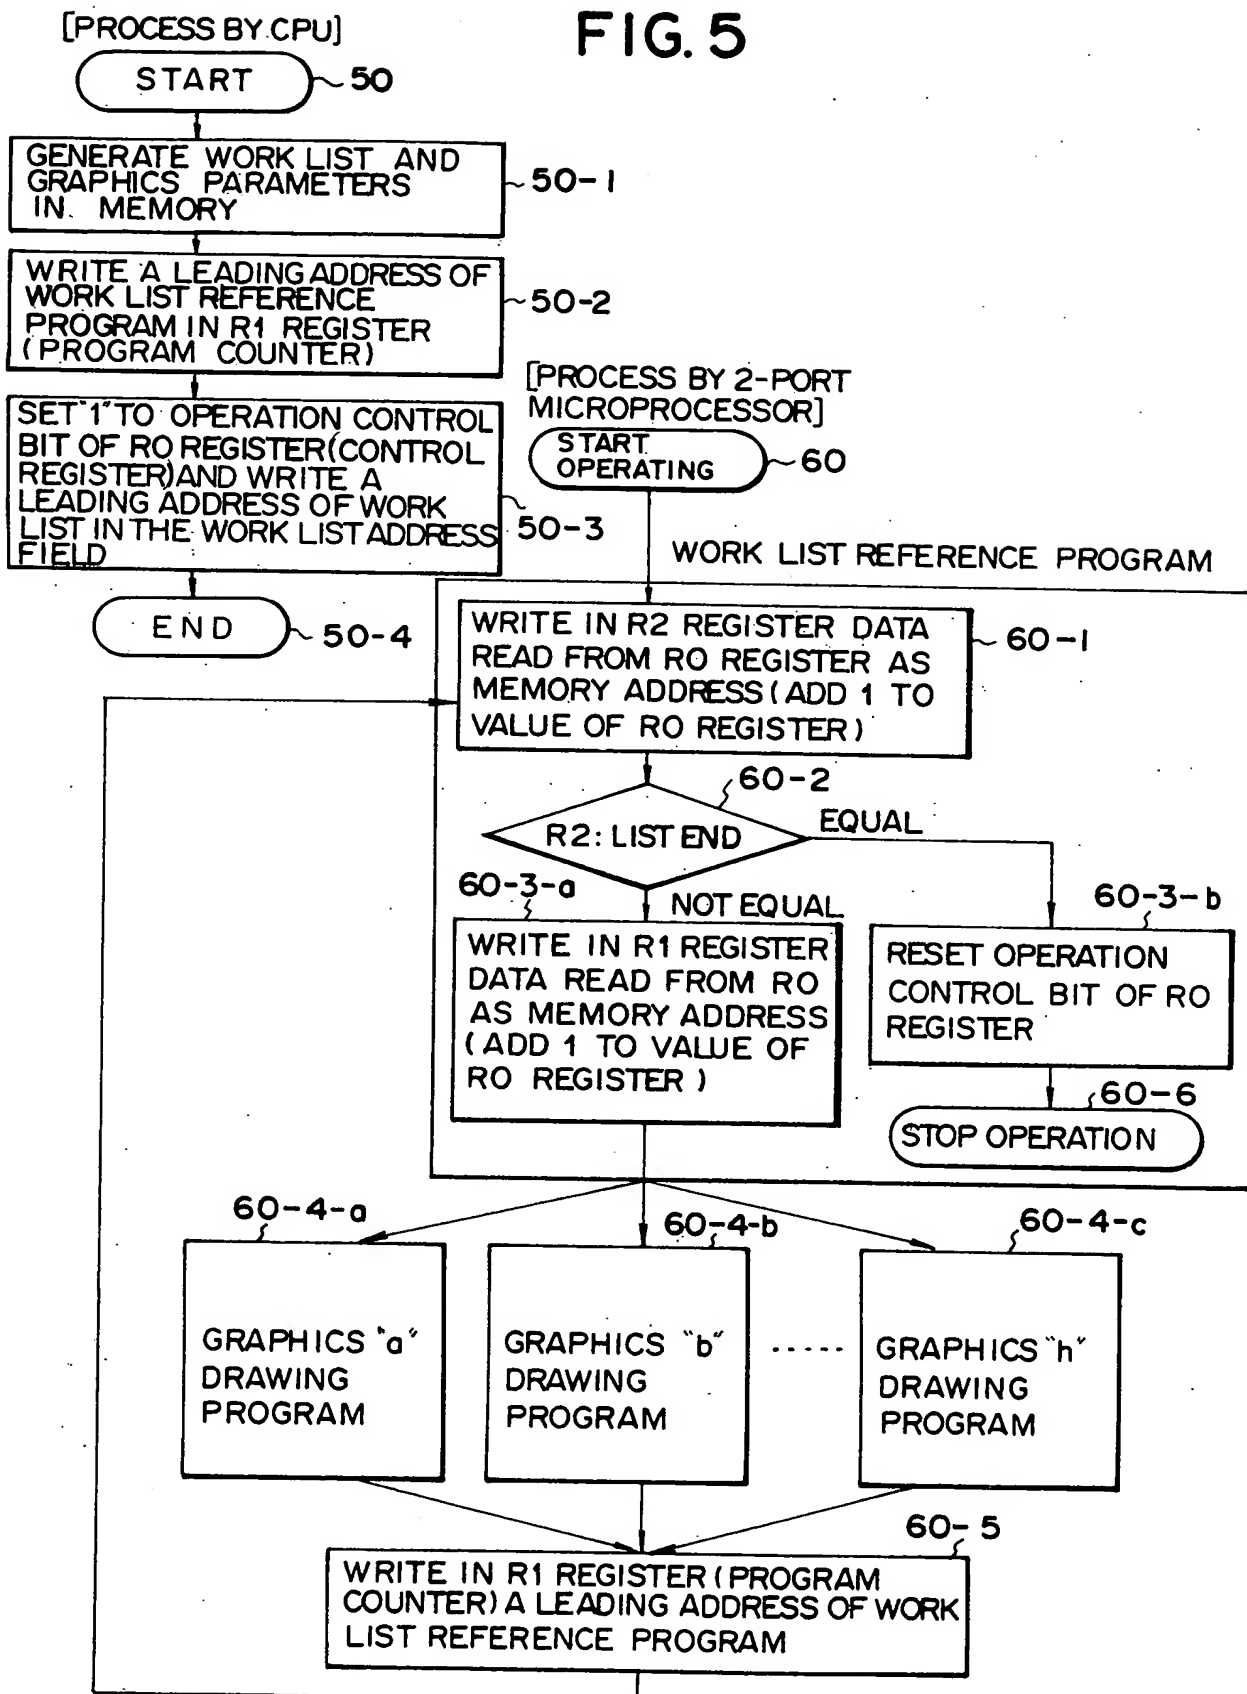 FIG. 5
[PROCESS BY CPU]
START
50
GENERATE WORK LIST AND
GRAPHICS PARAMETERS
IN MEMORY
50-1
WRITE A LEADING ADDRESS OF
WORK LIST REFERENCE
PROGRAM IN R1 REGISTER
(PROGRAM COUNTER)
50-2
SET "1" TO OPERATION CONTROL
BIT OF RO REGISTER (CONTROL
REGISTER) AND WRITE A
LEADING ADDRESS OF WORK
LIST IN THE WORK LIST ADDRESS
FIELD
50-3
END
50-4
[PROCESS BY 2-PORT
MICROPROCESSOR]
START
OPERATING
60
WORK LIST REFERENCE PROGRAM
WRITE IN R2 REGISTER DATA
READ FROM RO REGISTER AS
MEMORY ADDRESS (ADD 1 TO
VALUE OF RO REGISTER)
60-1
60-2
R2: LIST END
EQUAL
NOT EQUAL
60-3-a
WRITE IN R1 REGISTER
DATA READ FROM RO
AS MEMORY ADDRESS
(ADD 1 TO VALUE OF
RO REGISTER)
60-3-b
RESET OPERATION
CONTROL BIT OF RO
REGISTER
60-6
STOP OPERATION
60-4-a
GRAPHICS "a"
DRAWING
PROGRAM
60-4-b
GRAPHICS "b"
DRAWING
PROGRAM
.....
60-4-c
GRAPHICS "h"
DRAWING
PROGRAM
60-5
WRITE IN R1 REGISTER (PROGRAM
COUNTER) A LEADING ADDRESS OF WORK
LIST REFERENCE PROGRAM